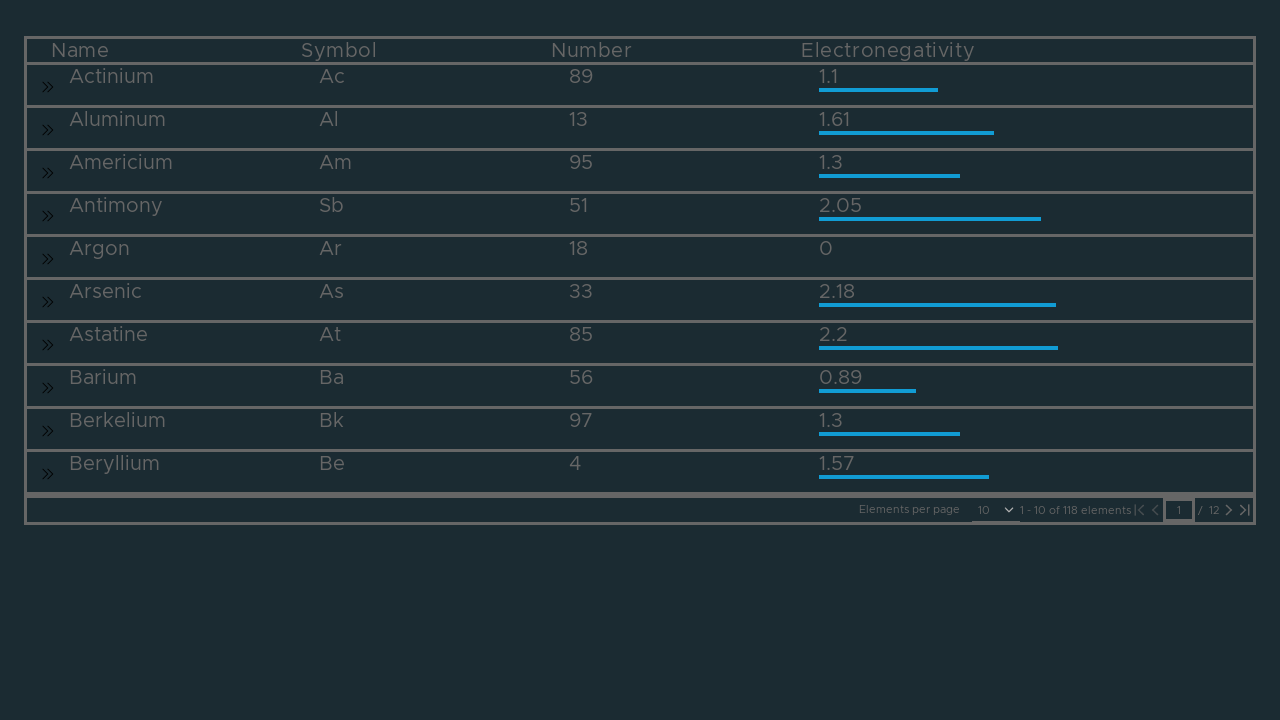 Name Symbol Number Electronegativity
Actinium Ac 89 1.1
Aluminum Al 13 1.61
Americium Am 95 1.3
Antimony Sb 51 2.05
Argon Ar 18 0
Arsenic As 33 2.18
Astatine At 85 2.2
Barium Ba 56 0.89
Berkelium Bk 97 1.3
Beryllium Be 4 1.57
Elements per page 10 1 - 10 of 118 elements 1 / 12